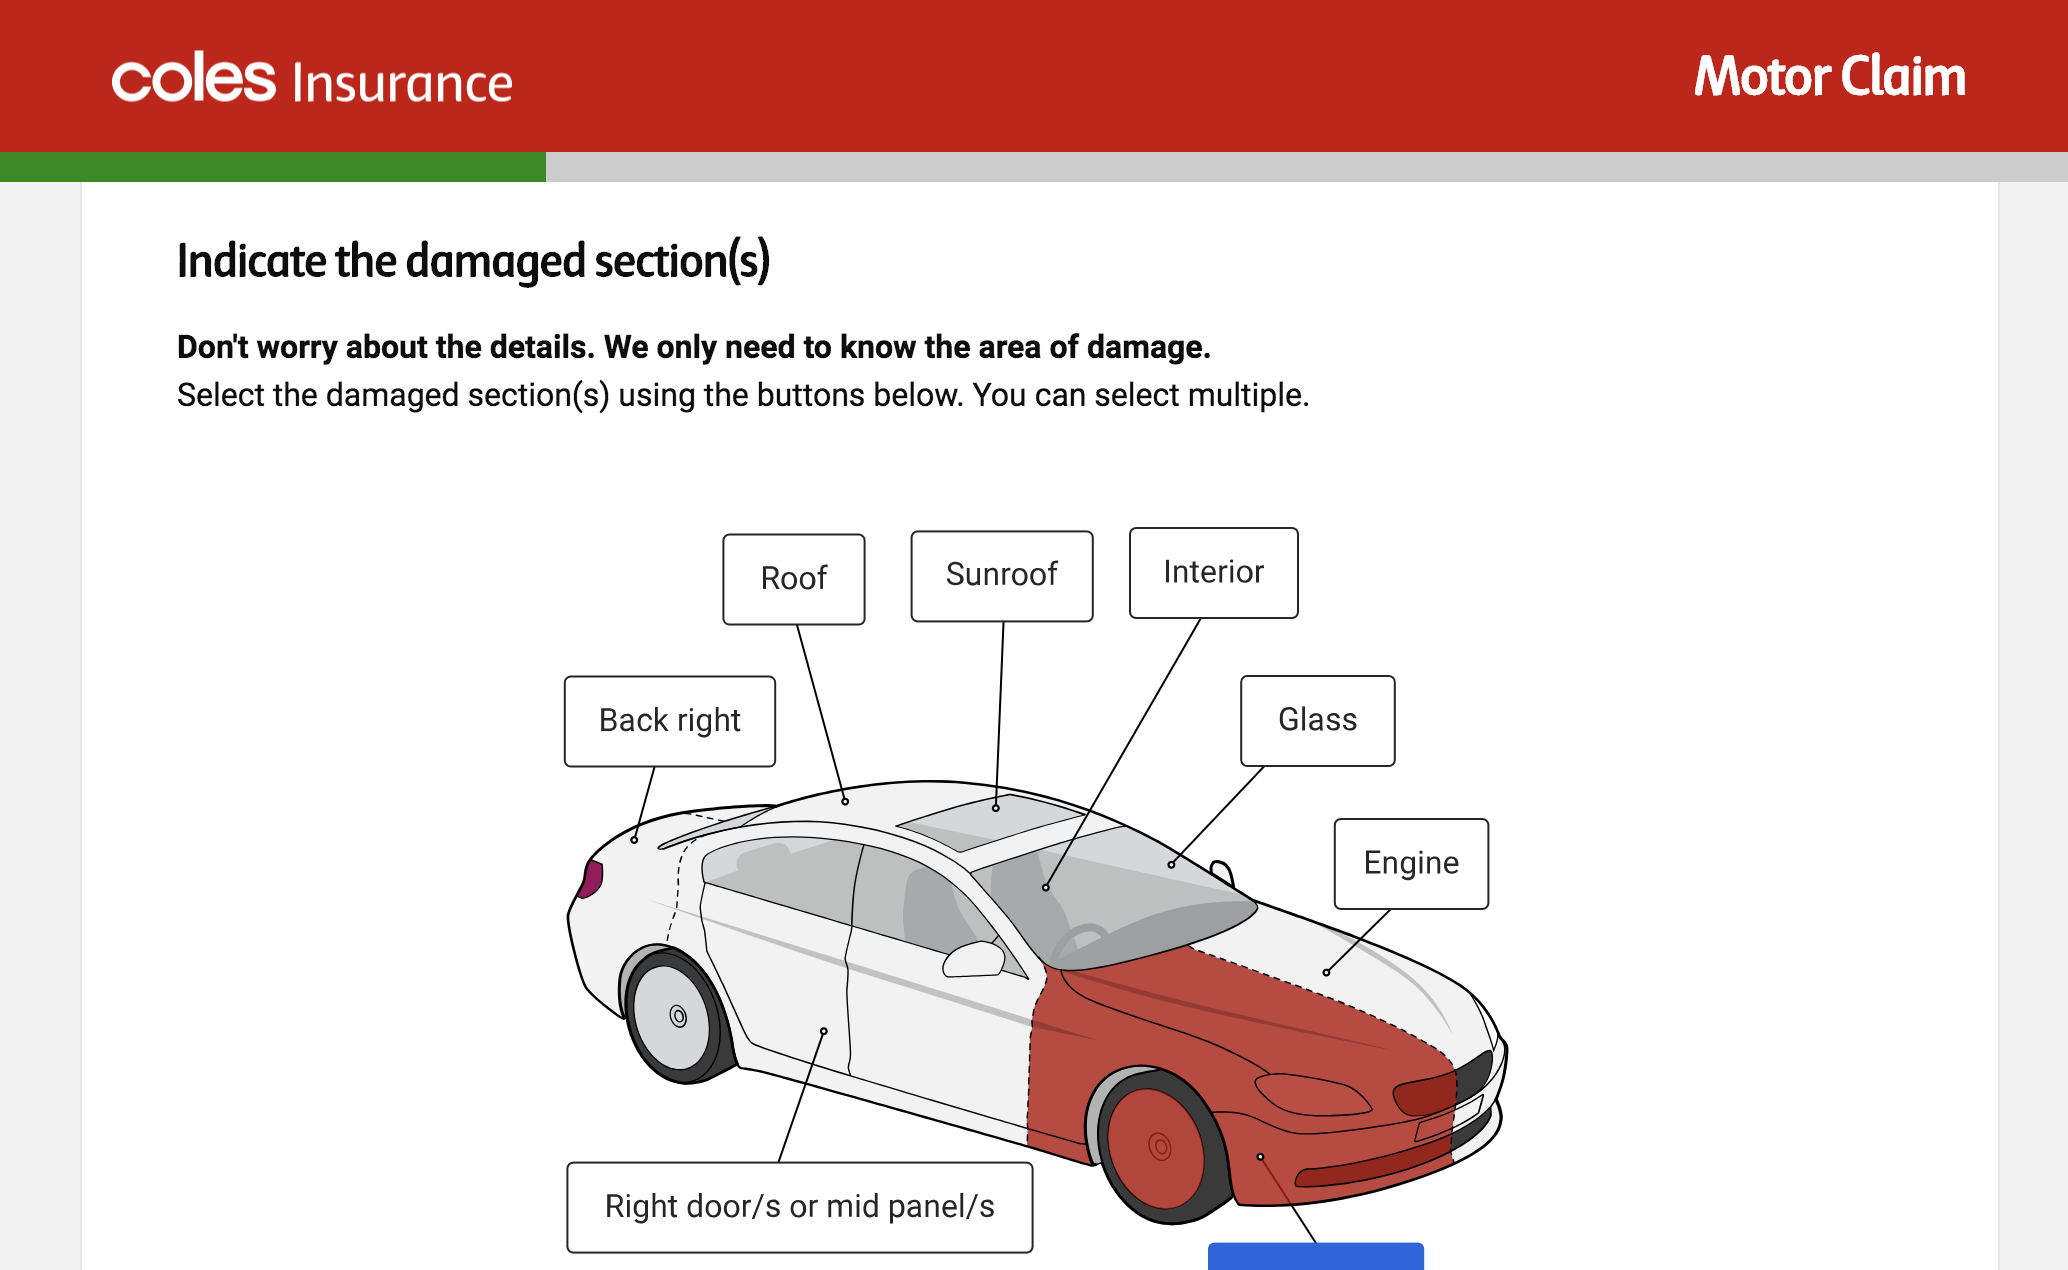 coles Insurance
Motor Claim
Indicate the damaged section(s)
Don't worry about the details. We only need to know the area of damage.
Select the damaged section(s) using the buttons below. You can select multiple.
Roof
Sunroof
Interior
Back right
Glass
Engine
Right door/s or mid panel/s